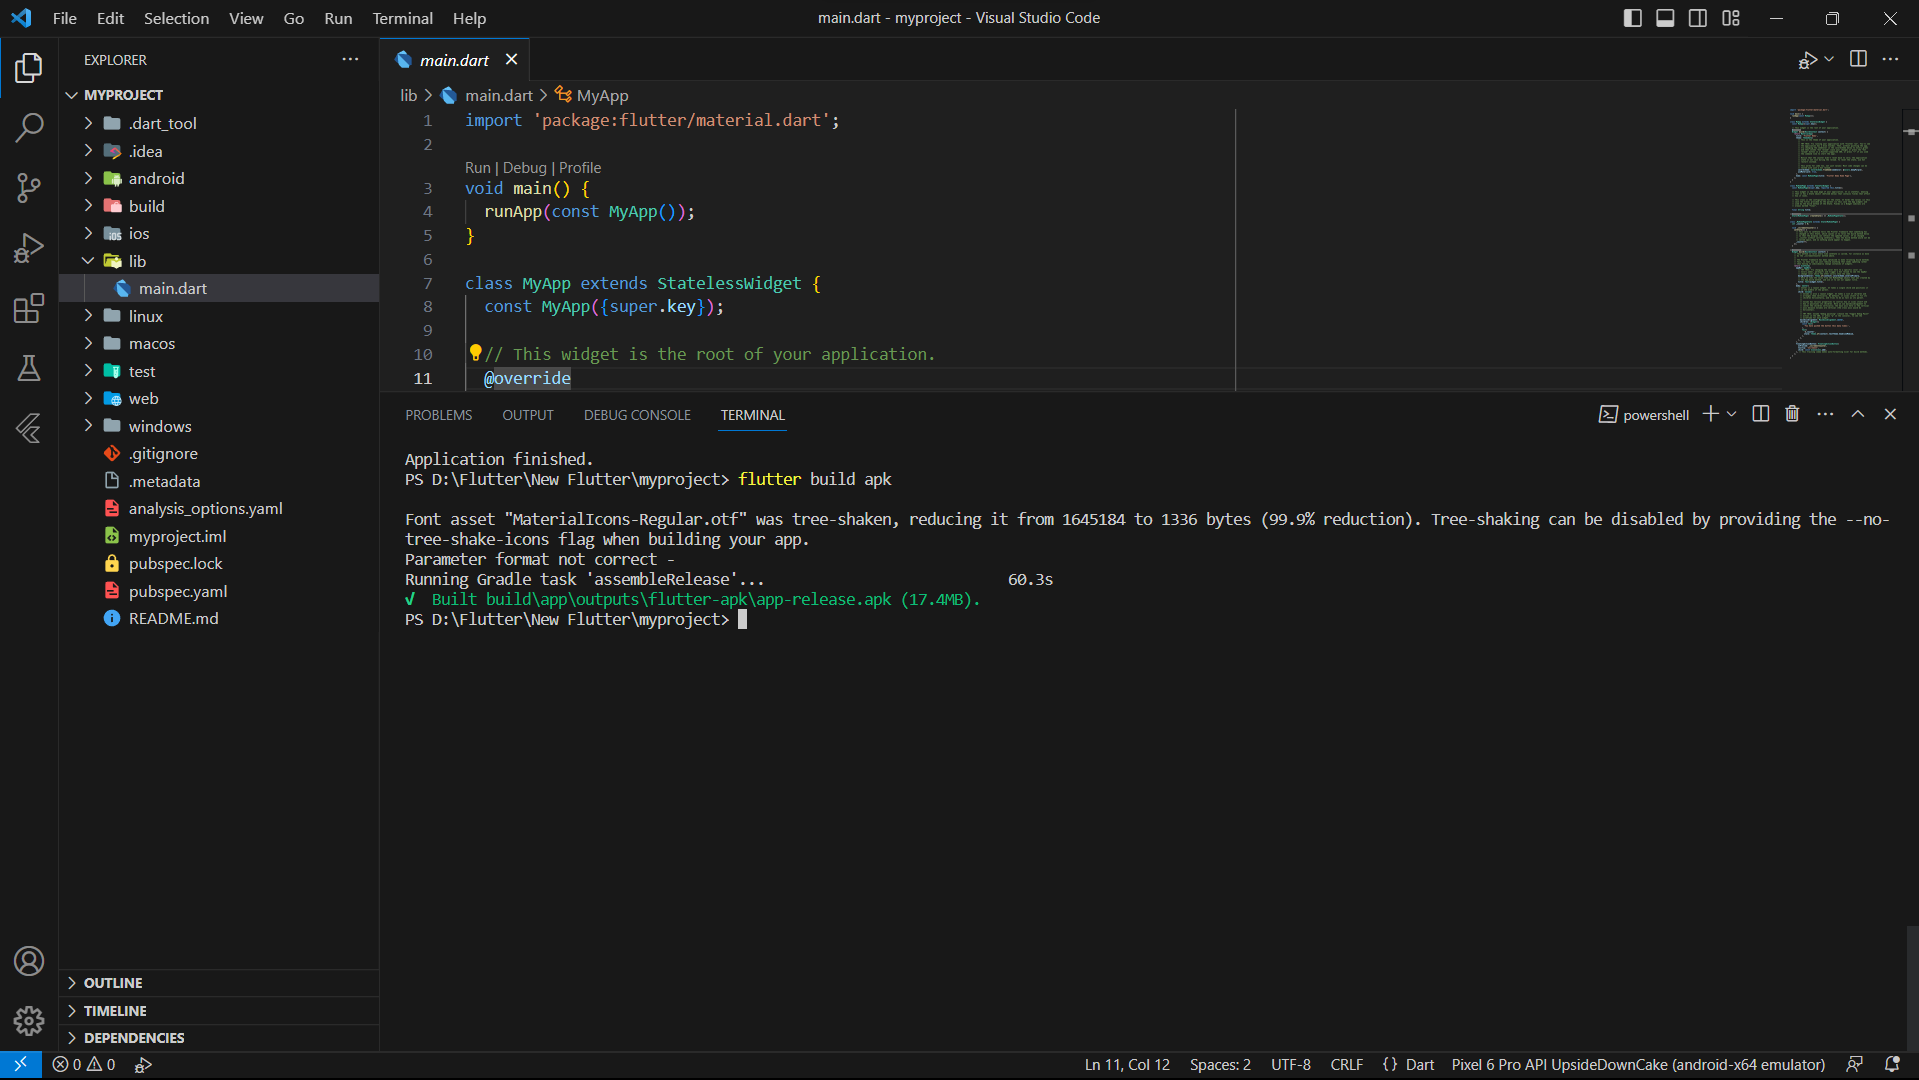 File Edit Selection View Go Run Terminal Help
main.dart - myproject - Visual Studio Code
EXPLORER
MYPROJECT
.dart_tool
.idea
android
build
ios
lib
main.dart
linux
macos
test
web
windows
.gitignore
.metadata
analysis_options.yaml
myproject.iml
pubspec.lock
pubspec.yaml
README.md
OUTLINE
TIMELINE
DEPENDENCIES
main.dart
lib > main.dart > MyApp
1 import 'package:flutter/material.dart';
2
Run | Debug | Profile
3 void main() {
4 runApp(const MyApp());
5 }
6
7 class MyApp extends StatelessWidget {
8 const MyApp({super.key});
9
10 // This widget is the root of your application.
11 @override
PROBLEMS OUTPUT DEBUG CONSOLE TERMINAL
powershell
Application finished.
PS D:\Flutter\New Flutter\myproject> flutter build apk
Font asset "MaterialIcons-Regular.otf" was tree-shaken, reducing it from 1645184 to 1336 bytes (99.9% reduction). Tree-shaking can be disabled by providing the --no-
tree-shake-icons flag when building your app.
Parameter format not correct -
Running Gradle task 'assembleRelease'... 60.3s
√ Built build\app\outputs\flutter-apk\app-release.apk (17.4MB).
PS D:\Flutter\New Flutter\myproject>
0 0
Ln 11, Col 12 Spaces: 2 UTF-8 CRLF {} Dart Pixel 6 Pro API UpsideDownCake (android-x64 emulator)